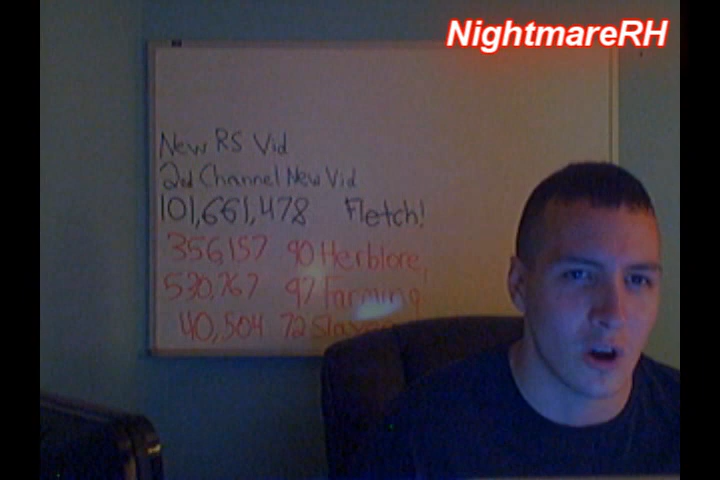 NightmareRH
New RS Vid
2nd Channel New Vid
101,661,478 Fletch!
356,157 90 Herblore,
530,767 97 Farming
40,504 72 Slayer